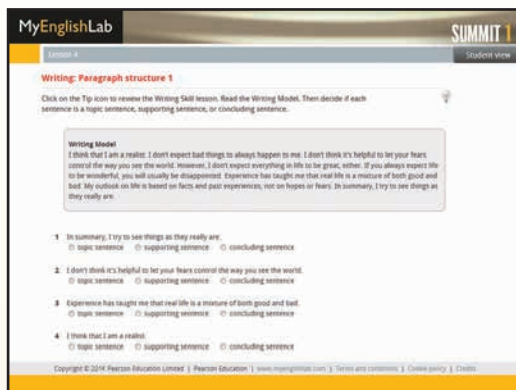 MyEnglishLab
SUMMIT 1
Lesson 4
Student view
Writing: Paragraph structure 1
Click on the Tip icon to review the Writing Skill lesson. Read the Writing Model. Then decide if each
sentence is a topic sentence, supporting sentence, or concluding sentence.
Writing Model
I think that I am a realist. I don't expect bad things to always happen to me. I don't think it's helpful to let your fears
control the way you see the world. However, I don't expect everything in life to be great, either. If you always expect life
to be wonderful, you will usually be disappointed. Experience has taught me that real life is a mixture of both good and
bad. My outlook on life is based on facts and past experiences, not on hopes or fears. In summary, I try to see things as
they really are.
1 In summary, I try to see things as they really are.
topic sentence supporting sentence concluding sentence
2 I don't think it's helpful to let your fears control the way you see the world.
topic sentence supporting sentence concluding sentence
3 Experience has taught me that real life is a mixture of both good and bad.
topic sentence supporting sentence concluding sentence
4 I think that I am a realist.
topic sentence supporting sentence concluding sentence
Copyright © 2014 Pearson Education Limited | Pearson Education | www.myenglishlab.com | Terms and conditions | Cookie policy | Credits